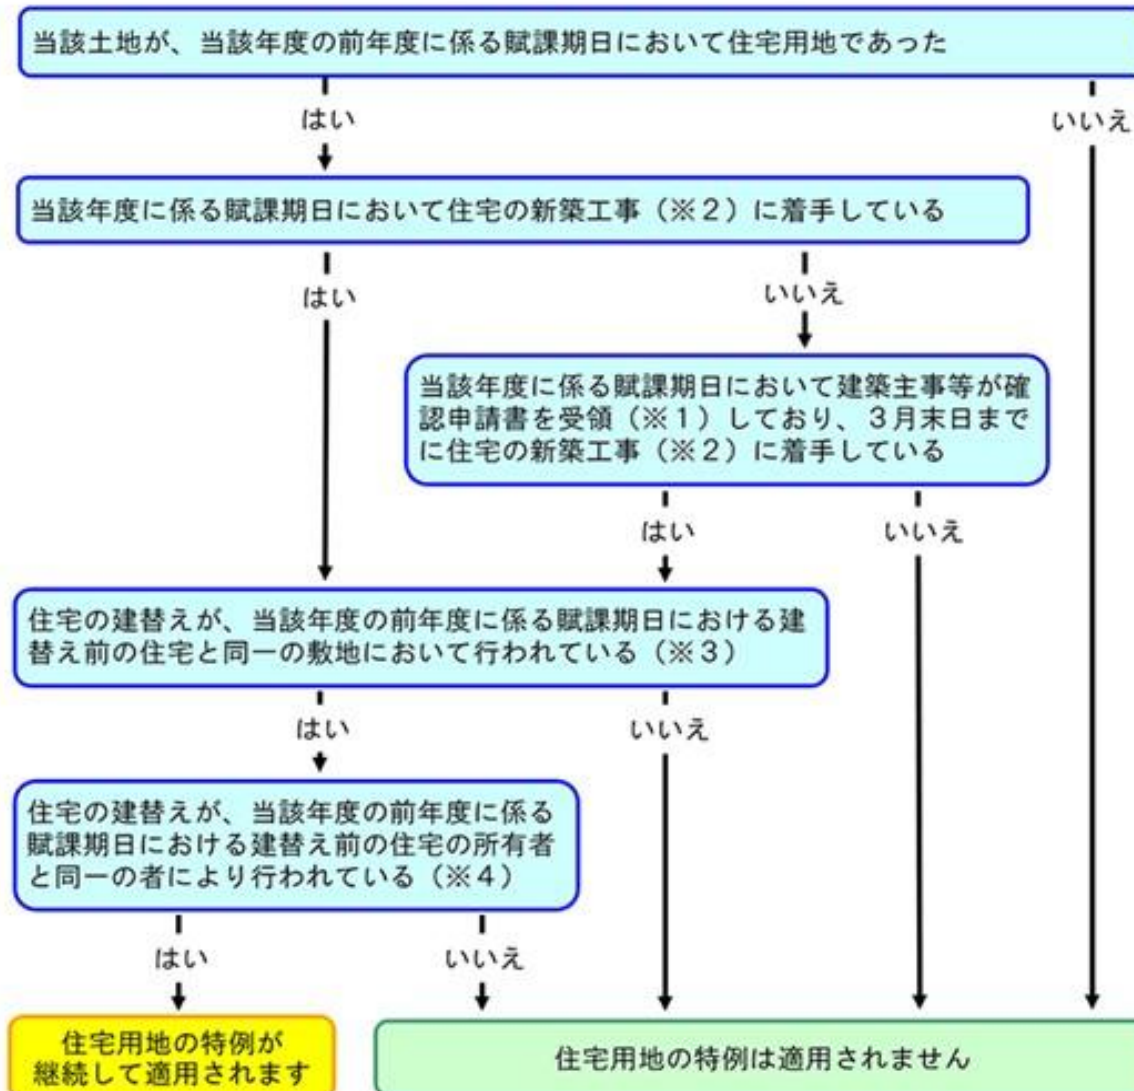 当該土地が、当該年度の前年度に係る賦課期日において住宅用地であった
はい
いいえ
当該年度に係る賦課期日において住宅の新築工事（※２）に着手している
はい
いいえ
当該年度に係る賦課期日において建築主事等が確
認申請書を受領（※１）しており、３月末日まで
に住宅の新築工事（※２）に着手している
はい
いいえ
住宅の建替えが、当該年度の前年度に係る賦課期日における建
替え前の住宅と同一の敷地において行われている（※３）
はい
いいえ
住宅の建替えが、当該年度の前年度に係る
賦課期日における建替え前の住宅の所有者
と同一の者により行われている（※４）
はい
いいえ
住宅用地の特例が
継続して適用されます
住宅用地の特例は適用されません